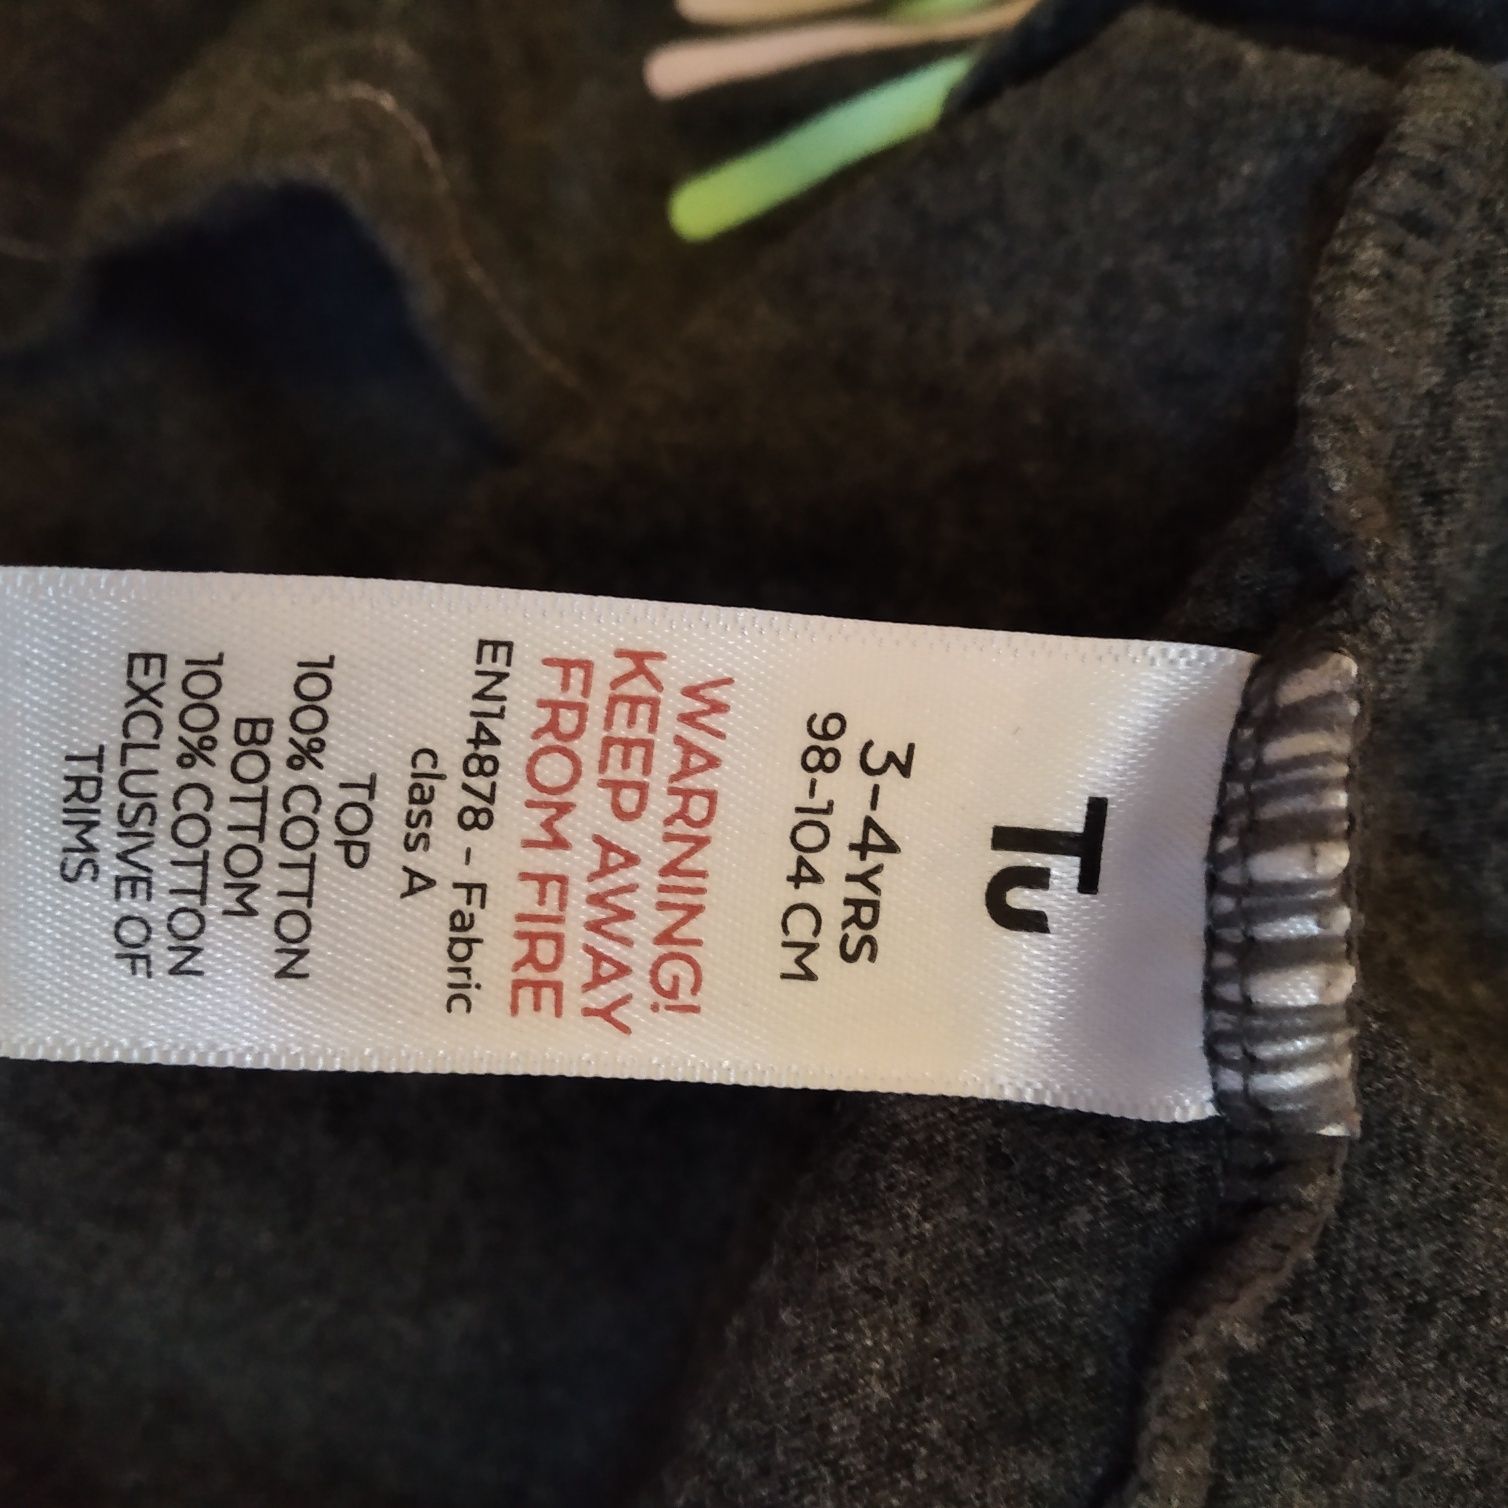 Tu
3-4YRS
98-104 CM
WARNING!
KEEP AWAY
FROM FIRE
EN14878 - Fabric
class A
TOP
100% COTTON
BOTTOM
100% COTTON
EXCLUSIVE OF
TRIMS